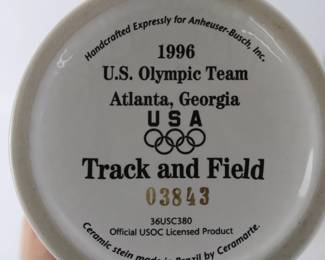 Handcrafted Expressly for Anheuser-Busch, Inc.
1996
U.S. Olympic Team
Atlanta, Georgia
USA
Track and Field
03843
36USC380
Official USOC Licensed Product
Ceramic stein made in Brazil by Ceramarte.